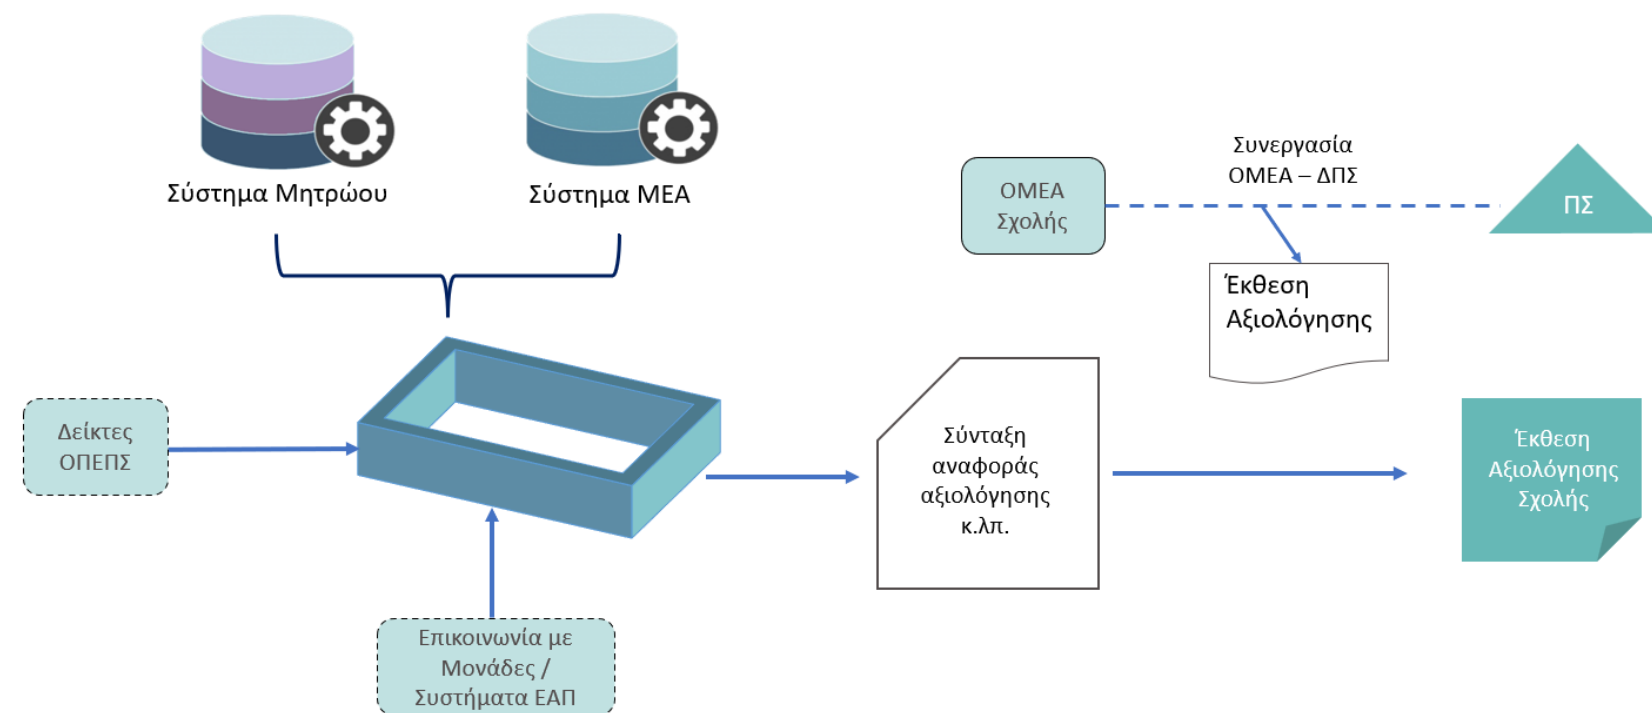 Σύστημα Μητρώου
Σύστημα ΜΕΑ
Συνεργασία
ΟΜΕΑ – ΔΠΣ
ΟΜΕΑ
Σχολής
ΠΣ
Έκθεση
Αξιολόγησης
Δείκτες
ΟΠΕΠΣ
Σύνταξη
αναφοράς
αξιολόγησης
κ.λπ.
Έκθεση
Αξιολόγησης
Σχολής
Επικοινωνία με
Μονάδες /
Συστήματα ΕΑΠ